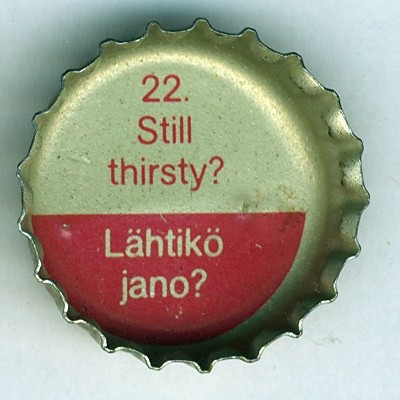 22.
Still
thirsty?
Lähtikö
jano?